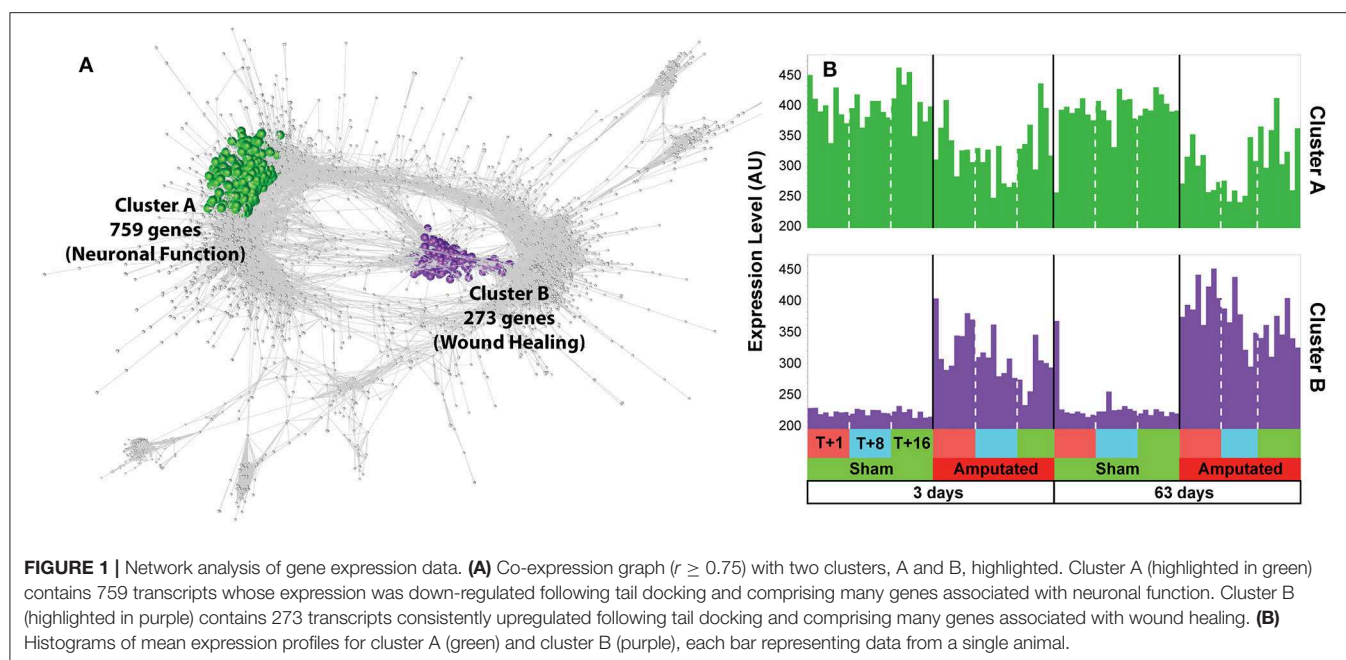 A
Cluster A
759 genes
(Neuronal Function)
Cluster B
273 genes
(Wound Healing)
B
Expression Level (AU)
450
400
350
300
250
200
Cluster A
450
400
350
300
250
200
Cluster B
T+1 T+8 T+16
Sham Amputated Sham Amputated
3 days 63 days
FIGURE 1 | Network analysis of gene expression data. (A) Co-expression graph (r ≥ 0.75) with two clusters, A and B, highlighted. Cluster A (highlighted in green)
contains 759 transcripts whose expression was down-regulated following tail docking and comprising many genes associated with neuronal function. Cluster B
(highlighted in purple) contains 273 transcripts consistently upregulated following tail docking and comprising many genes associated with wound healing. (B)
Histograms of mean expression profiles for cluster A (green) and cluster B (purple), each bar representing data from a single animal.